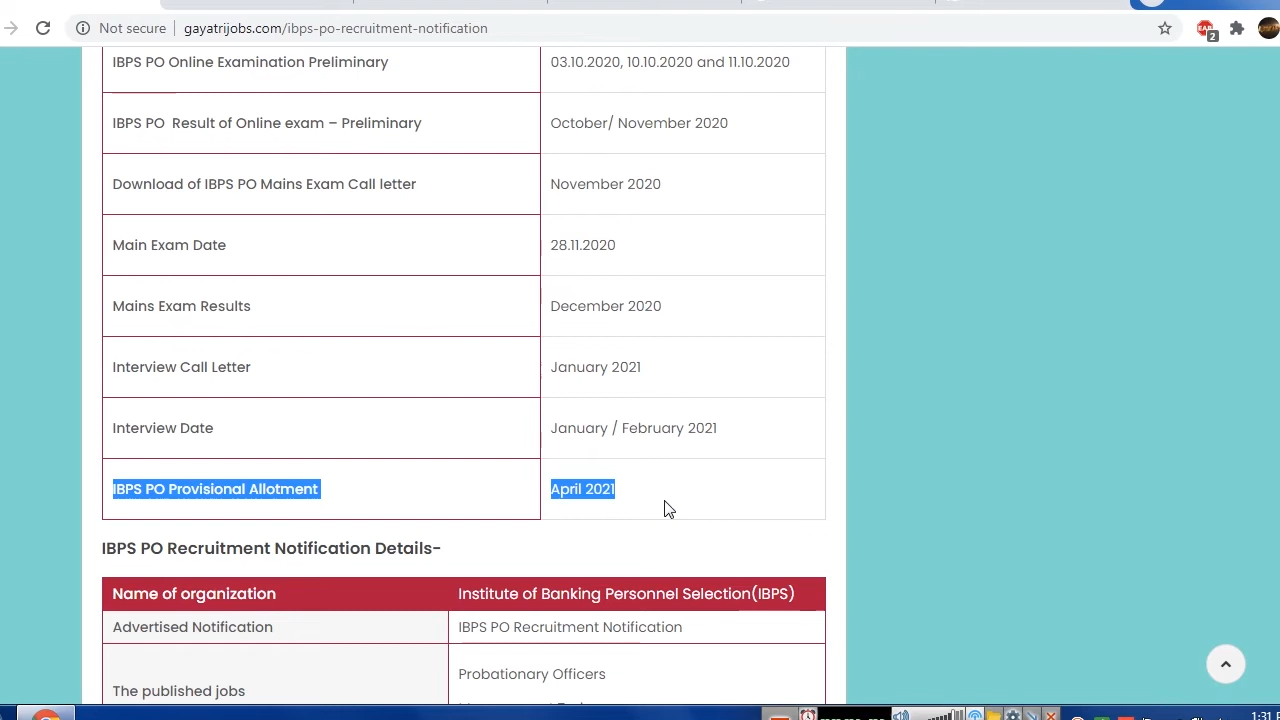 Not secure | gayatrijobs.com/ibps-po-recruitment-notification
2
IBPS PO Online Examination Preliminary 03.10.2020, 10.10.2020 and 11.10.2020
IBPS PO Result of Online exam – Preliminary October/ November 2020
Download of IBPS PO Mains Exam Call letter November 2020
Main Exam Date 28.11.2020
Mains Exam Results December 2020
Interview Call Letter January 2021
Interview Date January / February 2021
IBPS PO Provisional Allotment April 2021
IBPS PO Recruitment Notification Details-
Name of organization Institute of Banking Personnel Selection(IBPS)
Advertised Notification IBPS PO Recruitment Notification
Probationary Officers
The published jobs
1:31